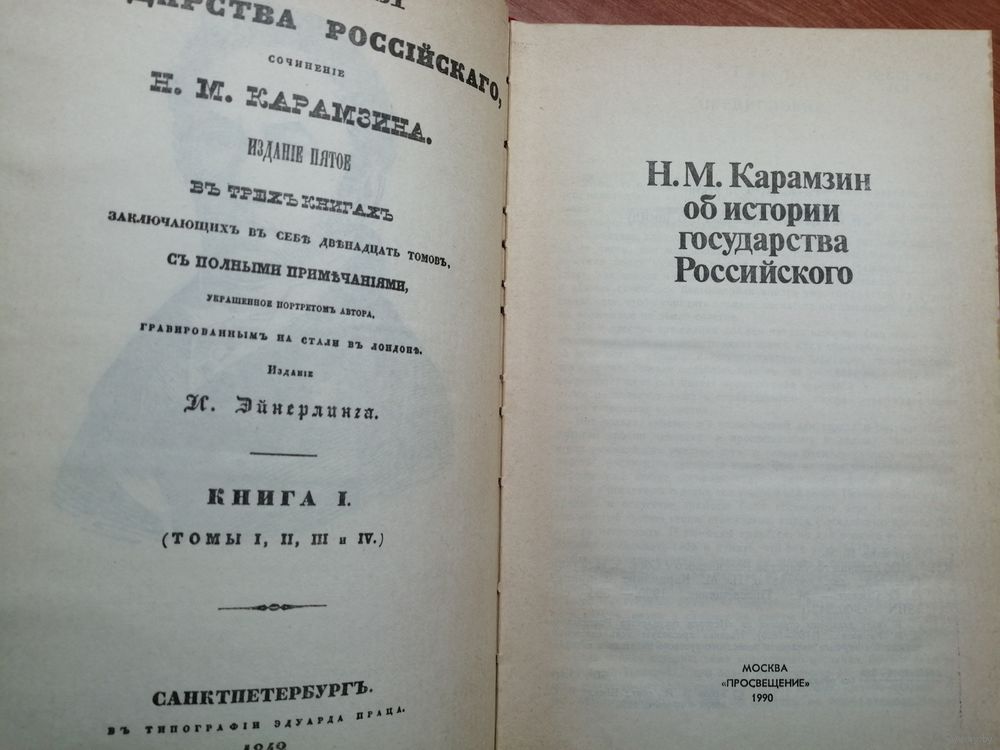 ДАРСТВА РОССІЙСКАГО,
СОЧИНЕНІЕ
Н. М. КАРАМЗИНА.
ИЗДАНІЕ ПЯТОЕ
ВЪ ТРЕХЪ КНИГАХЪ
ЗАКЛЮЧАЮЩИХЪ ВЪ СЕБѢ ДВѢНАДЦАТЬ ТОМОВЪ,
СЪ ПОЛНЫМИ ПРИМѢЧАНІЯМИ,
УКРАШЕННОЕ ПОРТРЕТОМЪ АВТОРА,
ГРАВИРОВАННЫМЪ НА СТАЛИ ВЪ ЛОНДОНѢ.
Изданіе
И. Эйнерлинга.
КНИГА I.
(ТОМЫ I, II, III и IV.)
САНКТПЕТЕРБУРГЪ.
ВЪ ТИПОГРАФІИ ЭДУАРДА ПРАЦА.
Н. М. Карамзин
об истории
государства
Российского
МОСКВА
«ПРОСВЕЩЕНИЕ»
1990